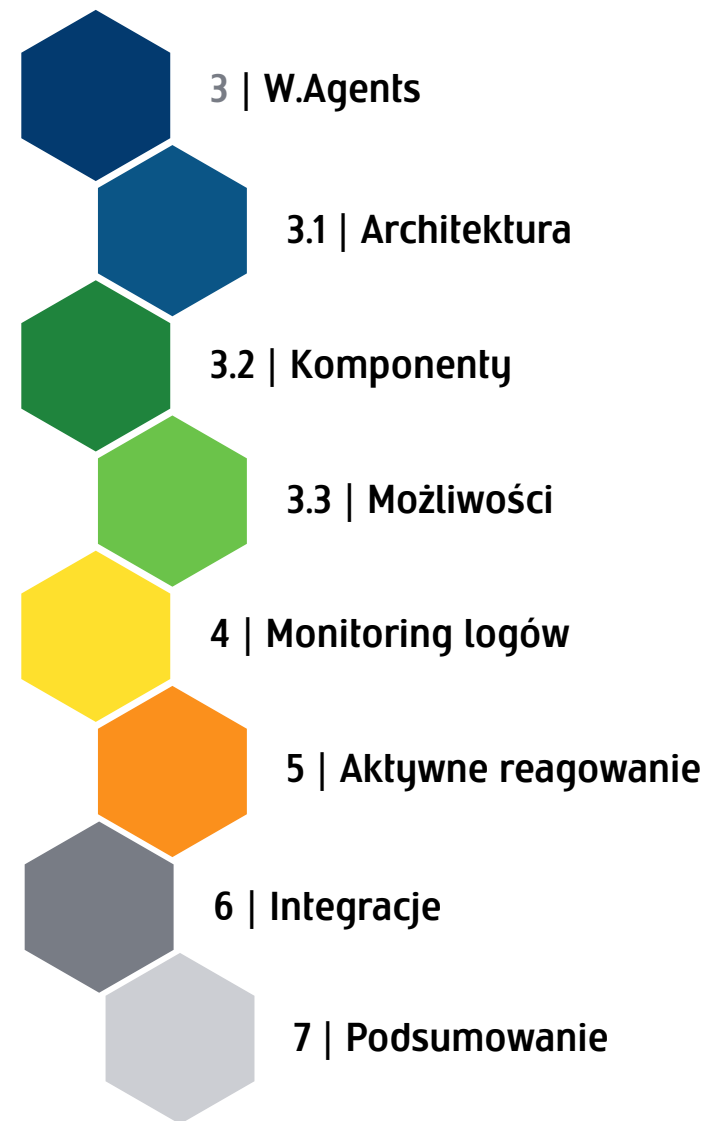 3 | W.Agents
3.1 | Architektura
3.2 | Komponenty
3.3 | Możliwości
4 | Monitoring logów
5 | Aktywne reagowanie
6 | Integracje
7 | Podsumowanie